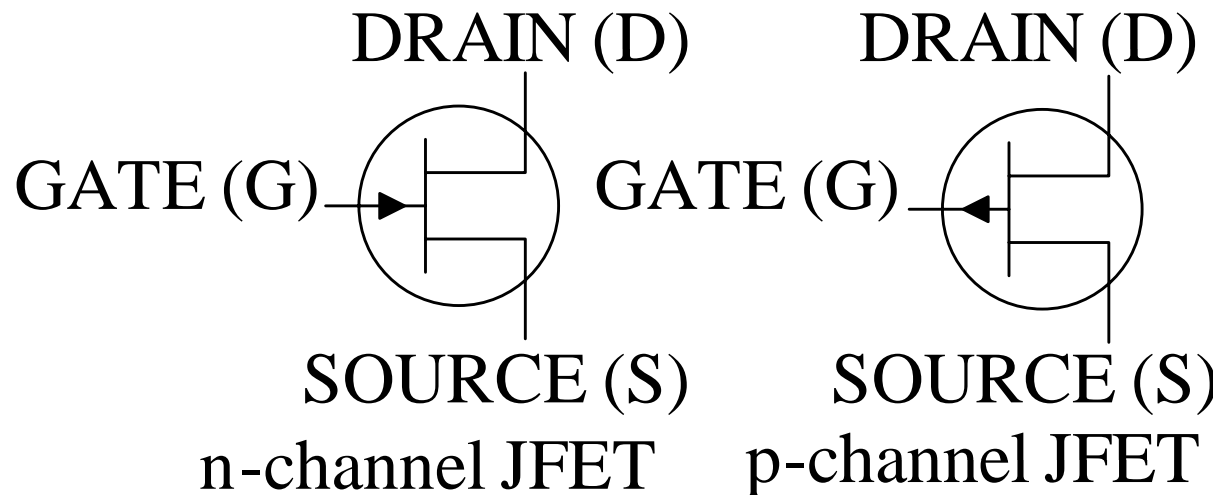 DRAIN (D)
DRAIN (D)
GATE (G)
GATE (G)
SOURCE (S)
SOURCE (S)
n-channel JFET
p-channel JFET